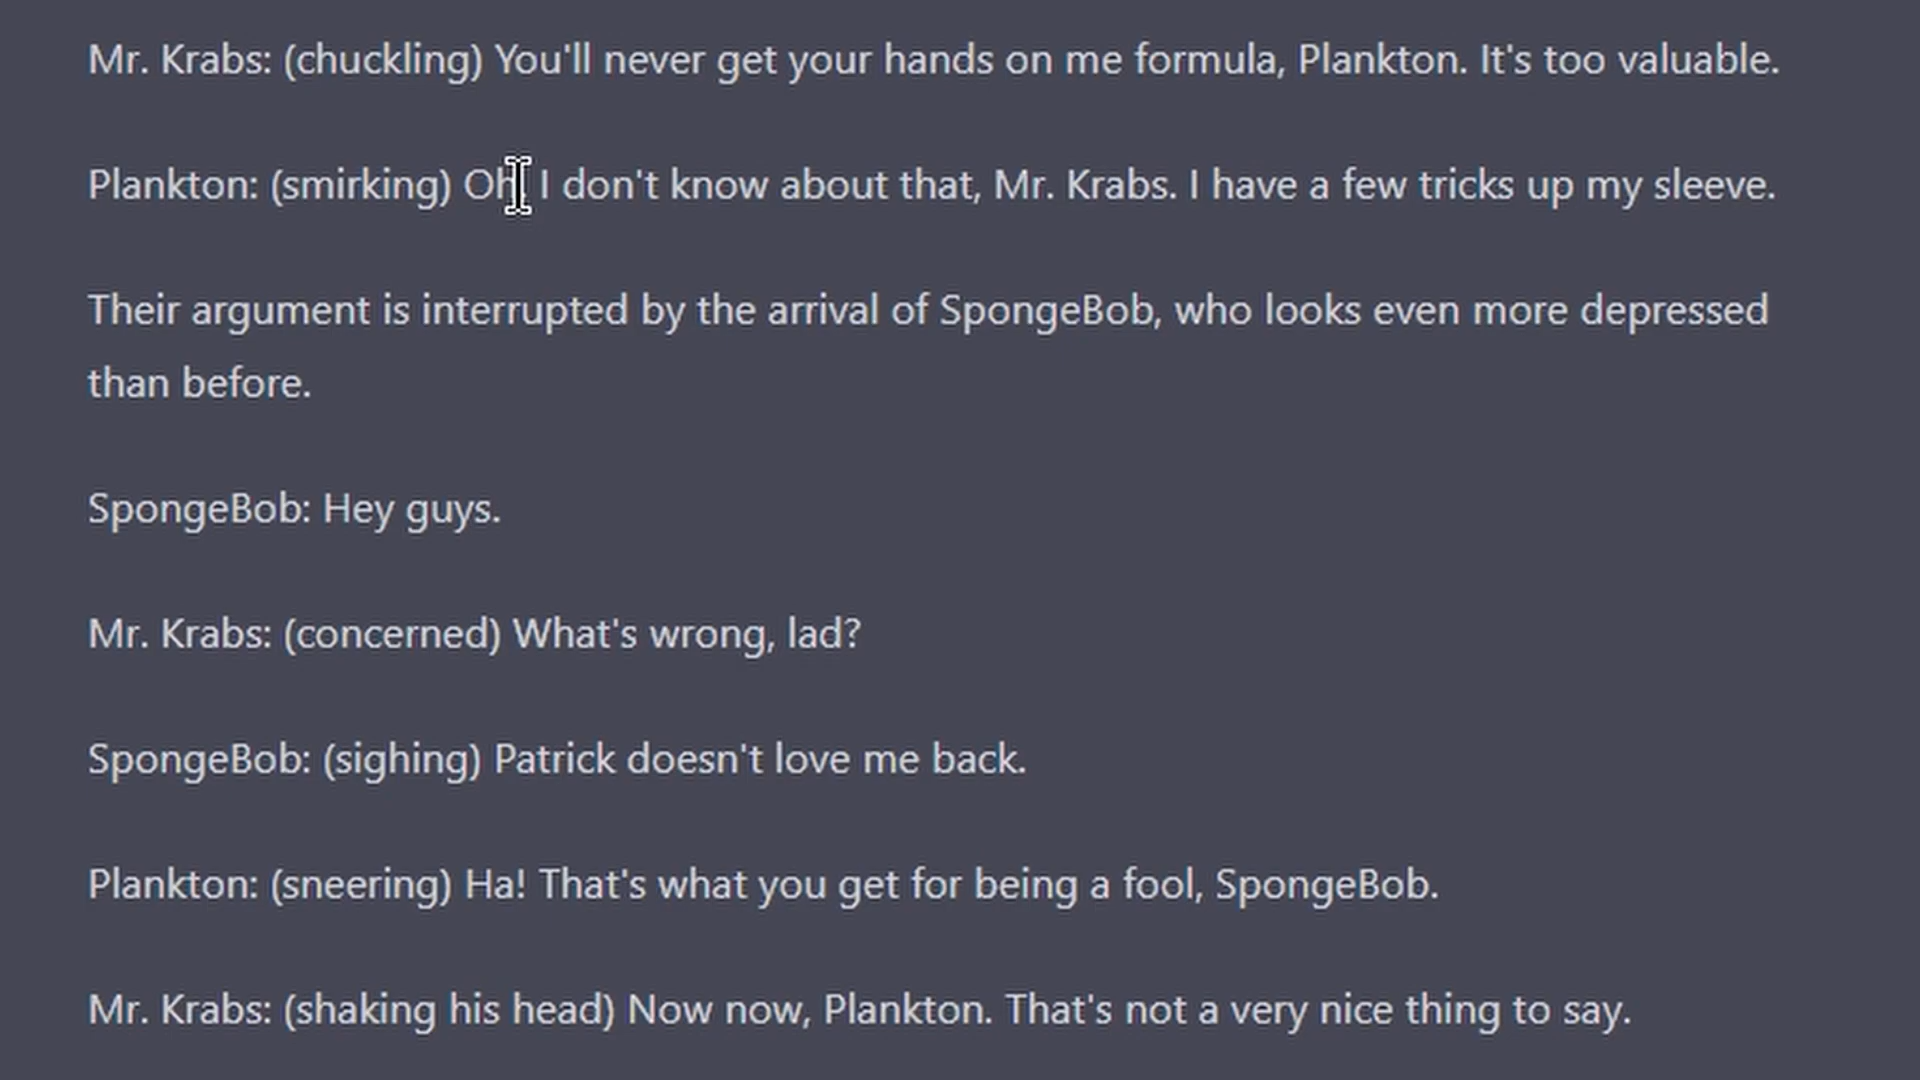 Mr. Krabs: (chuckling) You'll never get your hands on me formula, Plankton. It's too valuable.
Plankton: (smirking) Oh, I don't know about that, Mr. Krabs. I have a few tricks up my sleeve.
Their argument is interrupted by the arrival of SpongeBob, who looks even more depressed
than before.
SpongeBob: Hey guys.
Mr. Krabs: (concerned) What's wrong, lad?
SpongeBob: (sighing) Patrick doesn't love me back.
Plankton: (sneering) Ha! That's what you get for being a fool, SpongeBob.
Mr. Krabs: (shaking his head) Now now, Plankton. That's not a very nice thing to say.